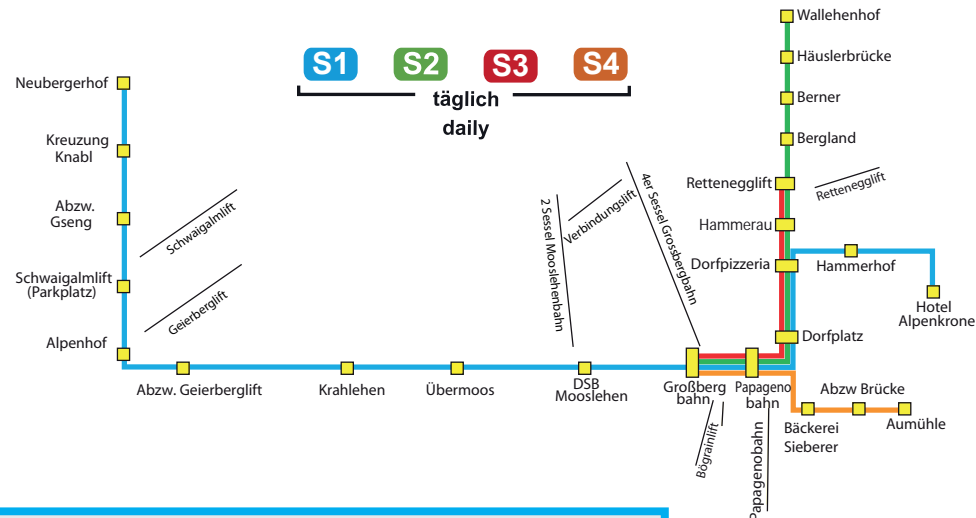 S1 S2 S3 S4
täglich
daily
Neubergerhof
Kreuzung
Knabl
Abzw.
Gseng
Schwaigalmlift
(Parkplatz)
Alpenhof
Schwaigalmlift
Geierberglift
Abzw. Geierberglift
Krahlehen
Übermoos
DSB
Mooslehen
2 Sessel Mooslehenbahn
Verbindungslift
4er Sessel Grossbergbahn
Großberg
bahn
Papageno
bahn
Bögrainlift
Papagenobahn
Wallehenhof
Häuslerbrücke
Berner
Bergland
Rettenegglift
Rettenegglift
Hammerau
Dorfpizzeria
Dorfplatz
Hammerhof
Hotel
Alpenkrone
Bäckerei
Sieberer
Abzw Brücke
Aumühle